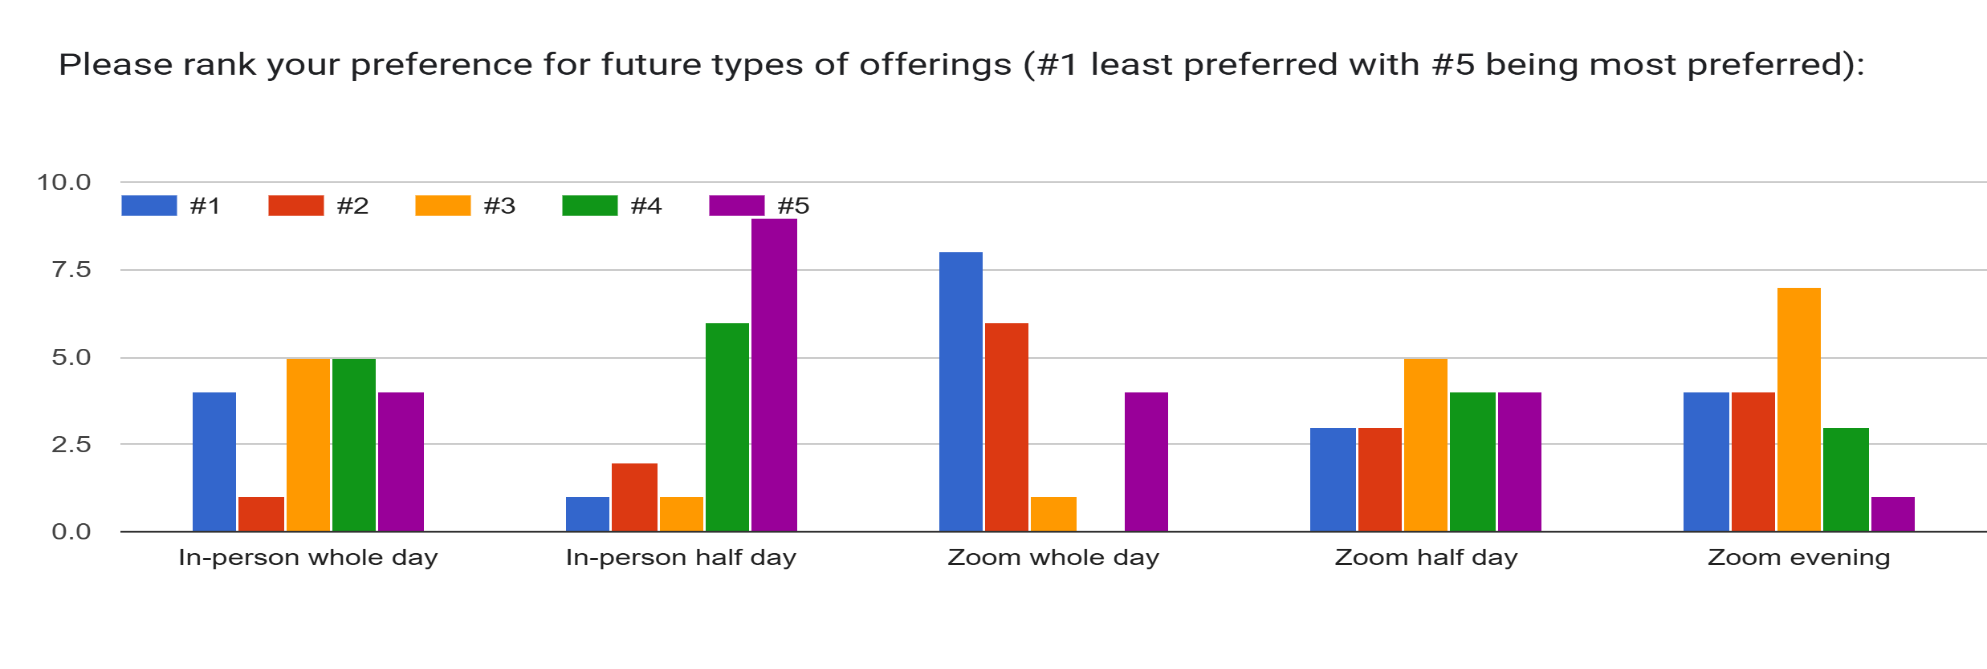 Please rank your preference for future types of offerings (#1 least preferred with #5 being most preferred):
10.0
#1 #2 #3 #4 #5
7.5
5.0
2.5
0.0
In-person whole day In-person half day Zoom whole day Zoom half day Zoom evening